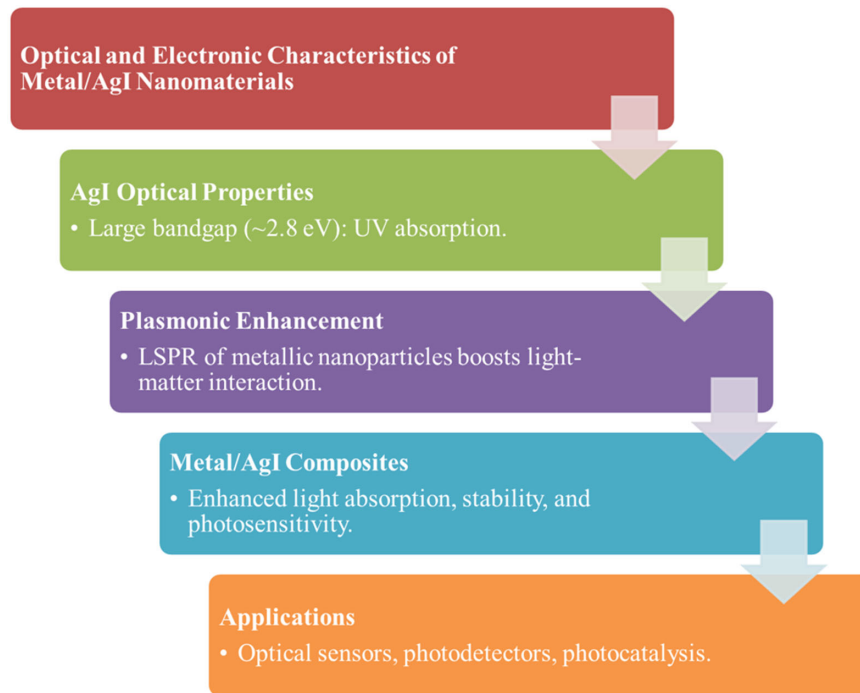 Optical and Electronic Characteristics of
Metal/AgI Nanomaterials
AgI Optical Properties
• Large bandgap (~2.8 eV): UV absorption.
Plasmonic Enhancement
• LSPR of metallic nanoparticles boosts light-
matter interaction.
Metal/AgI Composites
• Enhanced light absorption, stability, and
photosensitivity.
Applications
• Optical sensors, photodetectors, photocatalysis.